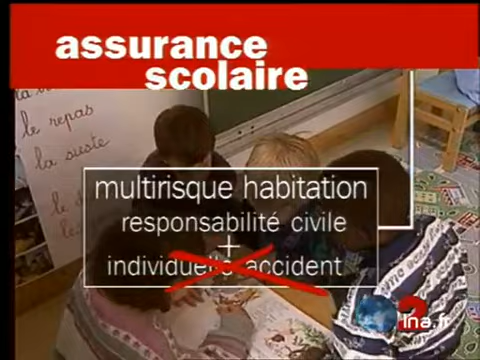 assurance
scolaire
le repas
la sieste
multirisque habitation
responsabilité civile
+
individuelle accident
Ina.fr